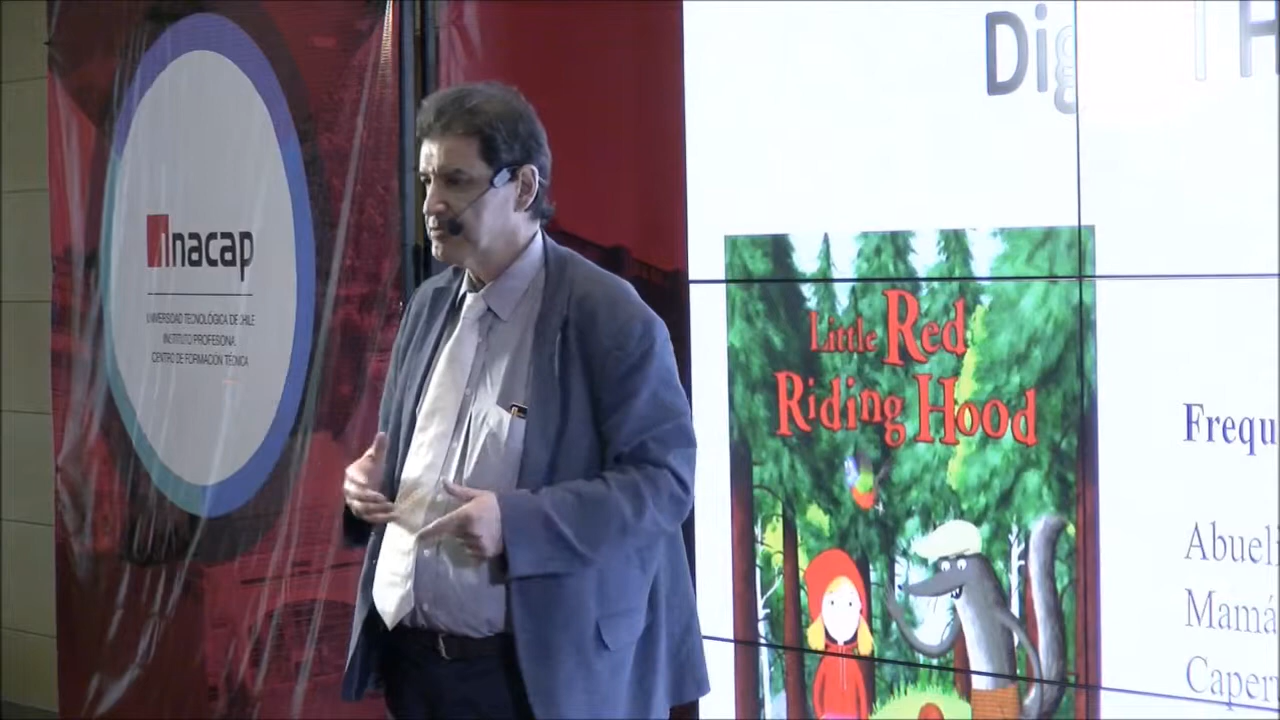 Inacap
UNIVERSIDAD TECNOLÓGICA DE CHILE
INSTITUTO PROFESIONAL
CENTRO DE FORMACIÓN TÉCNICA
Dig
Little Red
Riding Hood
Frequ
Abueli
Mamá
Caper